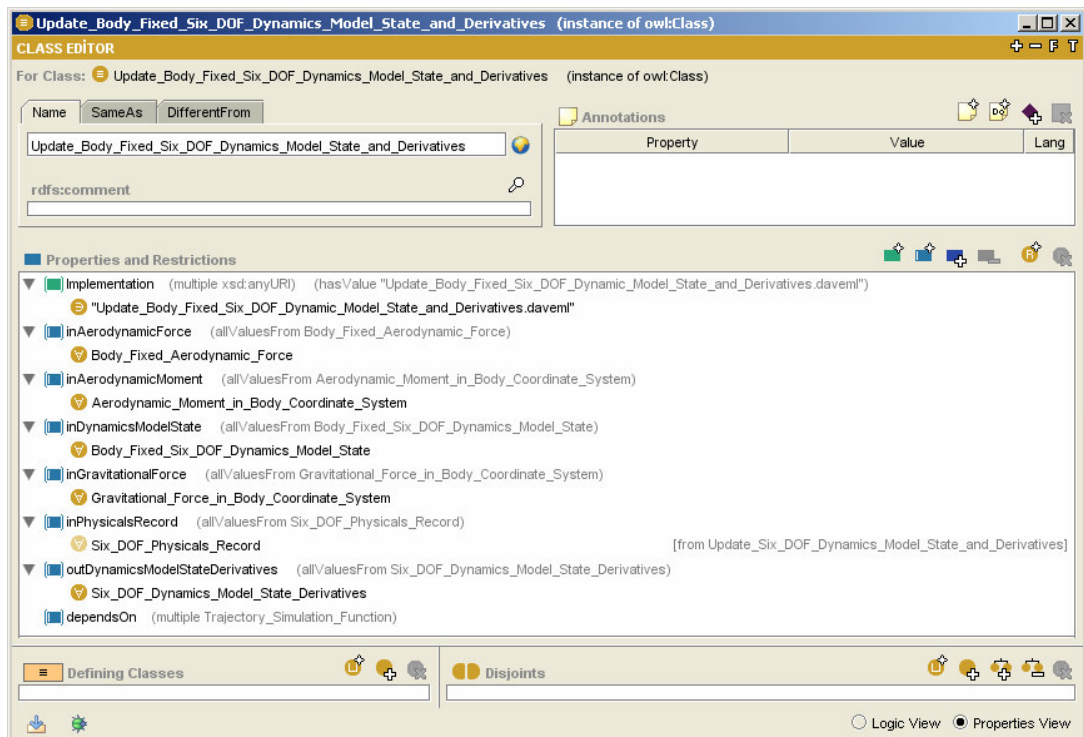 Update_Body_Fixed_Six_DOF_Dynamics_Model_State_and_Derivatives (instance of owl:Class)
CLASS EDİTOR
F T
For Class: Update_Body_Fixed_Six_DOF_Dynamics_Model_State_and_Derivatives (instance of owl:Class)
Name SameAs DifferentFrom
Annotations
Update_Body_Fixed_Six_DOF_Dynamics_Model_State_and_Derivatives
Property Value Lang
rdfs:comment
Properties and Restrictions
Implementation (multiple xsd:anyURI) (hasValue "Update_Body_Fixed_Six_DOF_Dynamic_Model_State_and_Derivatives.daveml")
"Update_Body_Fixed_Six_DOF_Dynamic_Model_State_and_Derivatives.daveml"
inAerodynamicForce (allValuesFrom Body_Fixed_Aerodynamic_Force)
Body_Fixed_Aerodynamic_Force
inAerodynamicMoment (allValuesFrom Aerodynamic_Moment_in_Body_Coordinate_System)
Aerodynamic_Moment_in_Body_Coordinate_System
inDynamicsModelState (allValuesFrom Body_Fixed_Six_DOF_Dynamics_Model_State)
Body_Fixed_Six_DOF_Dynamics_Model_State
inGravitationalForce (allValuesFrom Gravitational_Force_in_Body_Coordinate_System)
Gravitational_Force_in_Body_Coordinate_System
inPhysicalsRecord (allValuesFrom Six_DOF_Physicals_Record)
Six_DOF_Physicals_Record [from Update_Six_DOF_Dynamics_Model_State_and_Derivatives]
outDynamicsModelStateDerivatives (allValuesFrom Six_DOF_Dynamics_Model_State_Derivatives)
Six_DOF_Dynamics_Model_State_Derivatives
dependsOn (multiple Trajectory_Simulation_Function)
Defining Classes
Disjoints
Logic View Properties View